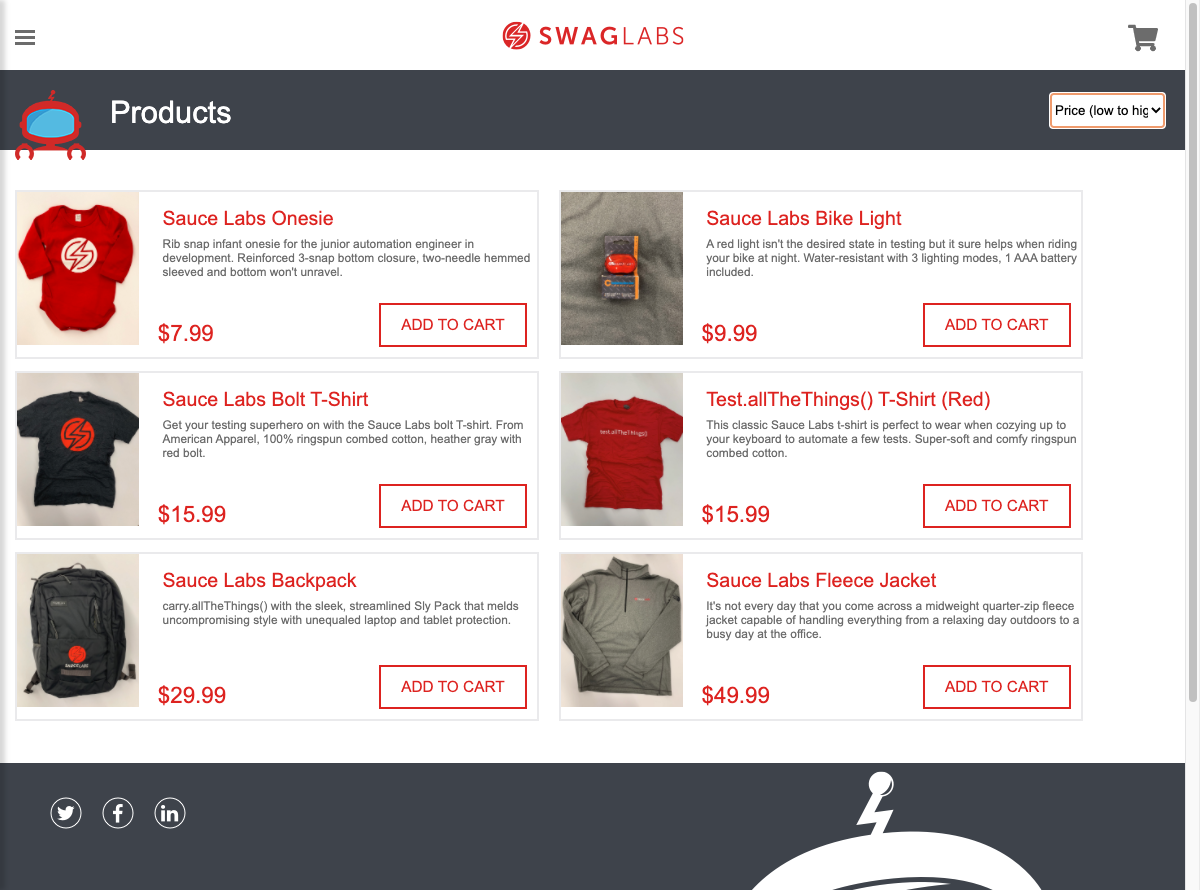 SWAGLABS
Products
Price (low to hig
Sauce Labs Onesie
Rib snap infant onesie for the junior automation engineer in
development. Reinforced 3-snap bottom closure, two-needle hemmed
sleeved and bottom won't unravel.
$7.99
ADD TO CART
Sauce Labs Bike Light
A red light isn't the desired state in testing but it sure helps when riding
your bike at night. Water-resistant with 3 lighting modes, 1 AAA battery
included.
$9.99
ADD TO CART
Sauce Labs Bolt T-Shirt
Get your testing superhero on with the Sauce Labs bolt T-shirt. From
American Apparel, 100% ringspun combed cotton, heather gray with
red bolt.
$15.99
ADD TO CART
test.allTheThings()
Test.allTheThings() T-Shirt (Red)
This classic Sauce Labs t-shirt is perfect to wear when cozying up to
your keyboard to automate a few tests. Super-soft and comfy ringspun
combed cotton.
$15.99
ADD TO CART
SAUCELABS
Sauce Labs Backpack
carry.allTheThings() with the sleek, streamlined Sly Pack that melds
uncompromising style with unequaled laptop and tablet protection.
$29.99
ADD TO CART
Sauce Labs Fleece Jacket
It's not every day that you come across a midweight quarter-zip fleece
jacket capable of handling everything from a relaxing day outdoors to a
busy day at the office.
$49.99
ADD TO CART